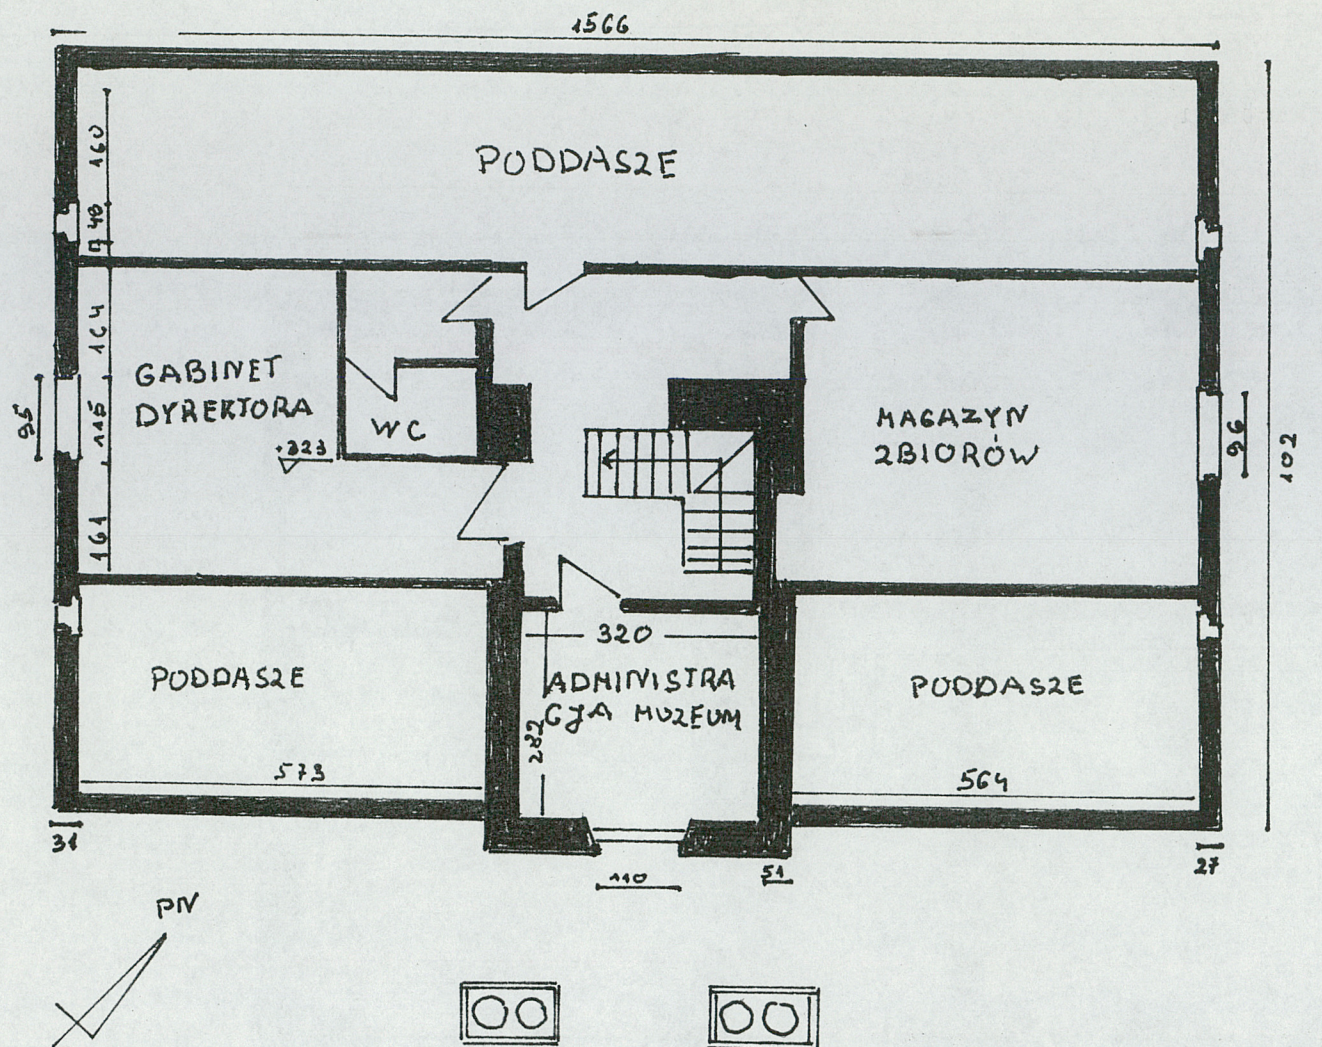 1566
PODDASZE
160
48
164
GABINET
DYREKTORA
95
115
WC
+323
161
MAGAZYN
ZBIORÓW
96
102
320
PODDASZE
ADMINISTRA
CJA MUZEUM
PODDASZE
282
573
564
31
110
51
27
PN